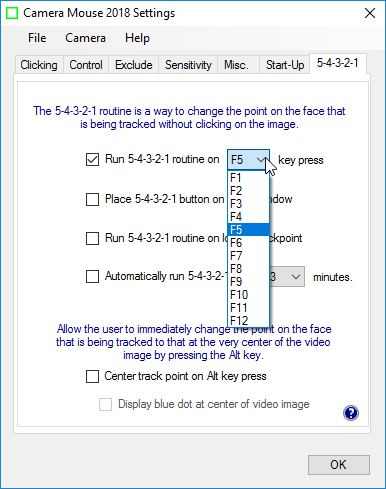 Camera Mouse 2018 Settings
File Camera Help
Clicking Control Exclude Sensitivity Misc. Start-Up 5-4-3-2-1
The 5-4-3-2-1 routine is a way to change the point on the face that
is being tracked without clicking on the image.
Run 5-4-3-2-1 routine on F5 key press
F1
F2
Place 5-4-3-2-1 button on
F3
F4
F5
Run 5-4-3-2-1 routine on
F6
F7
F8
Automatically run 5-4-3-2- 3 minutes.
F9
F10
F11
F12
Allow the user to immediately change the point on the face
that is being tracked to that at the very center of the video
image by pressing the Alt key.
Center track point on Alt key press
Display blue dot at center of video image
?
OK